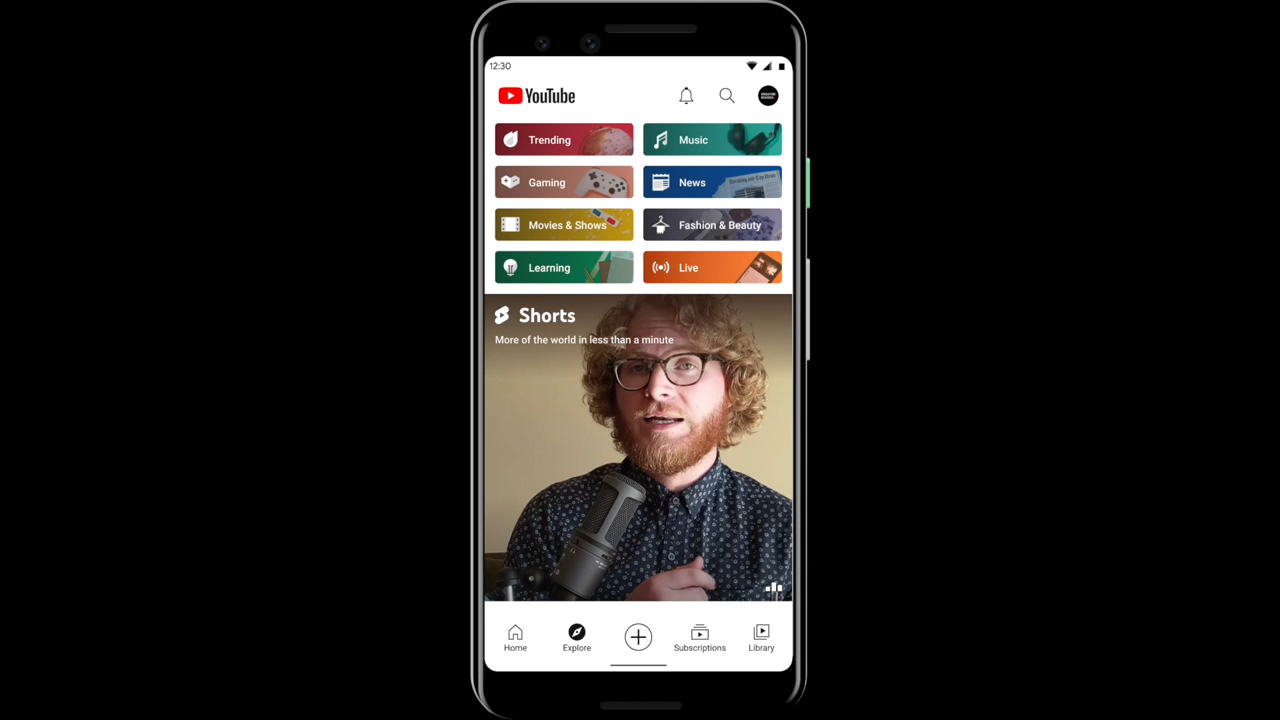 12:30
YouTube
Trending
Music
Gaming
News
Movies & Shows
Fashion & Beauty
Learning
Live
Shorts
More of the world in less than a minute
Home
Explore
Subscriptions
Library